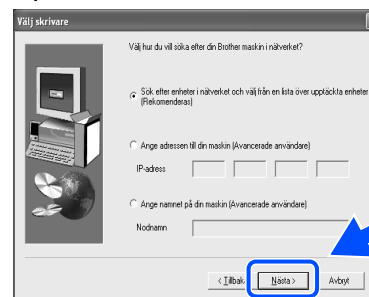 Välj skrivare
Välj hur du vill söka efter din Brother maskin i nätverket?
Sök efter enheter i nätverket och välj från en lista över upptäckta enheter
(Rekomenderas)
Ange adressen till din maskin (Avancerade användare)
IP-adress
Ange namnet på din maskin (Avancerade användare)
Nodnamn
< Tillbak
Nästa >
Avbryt